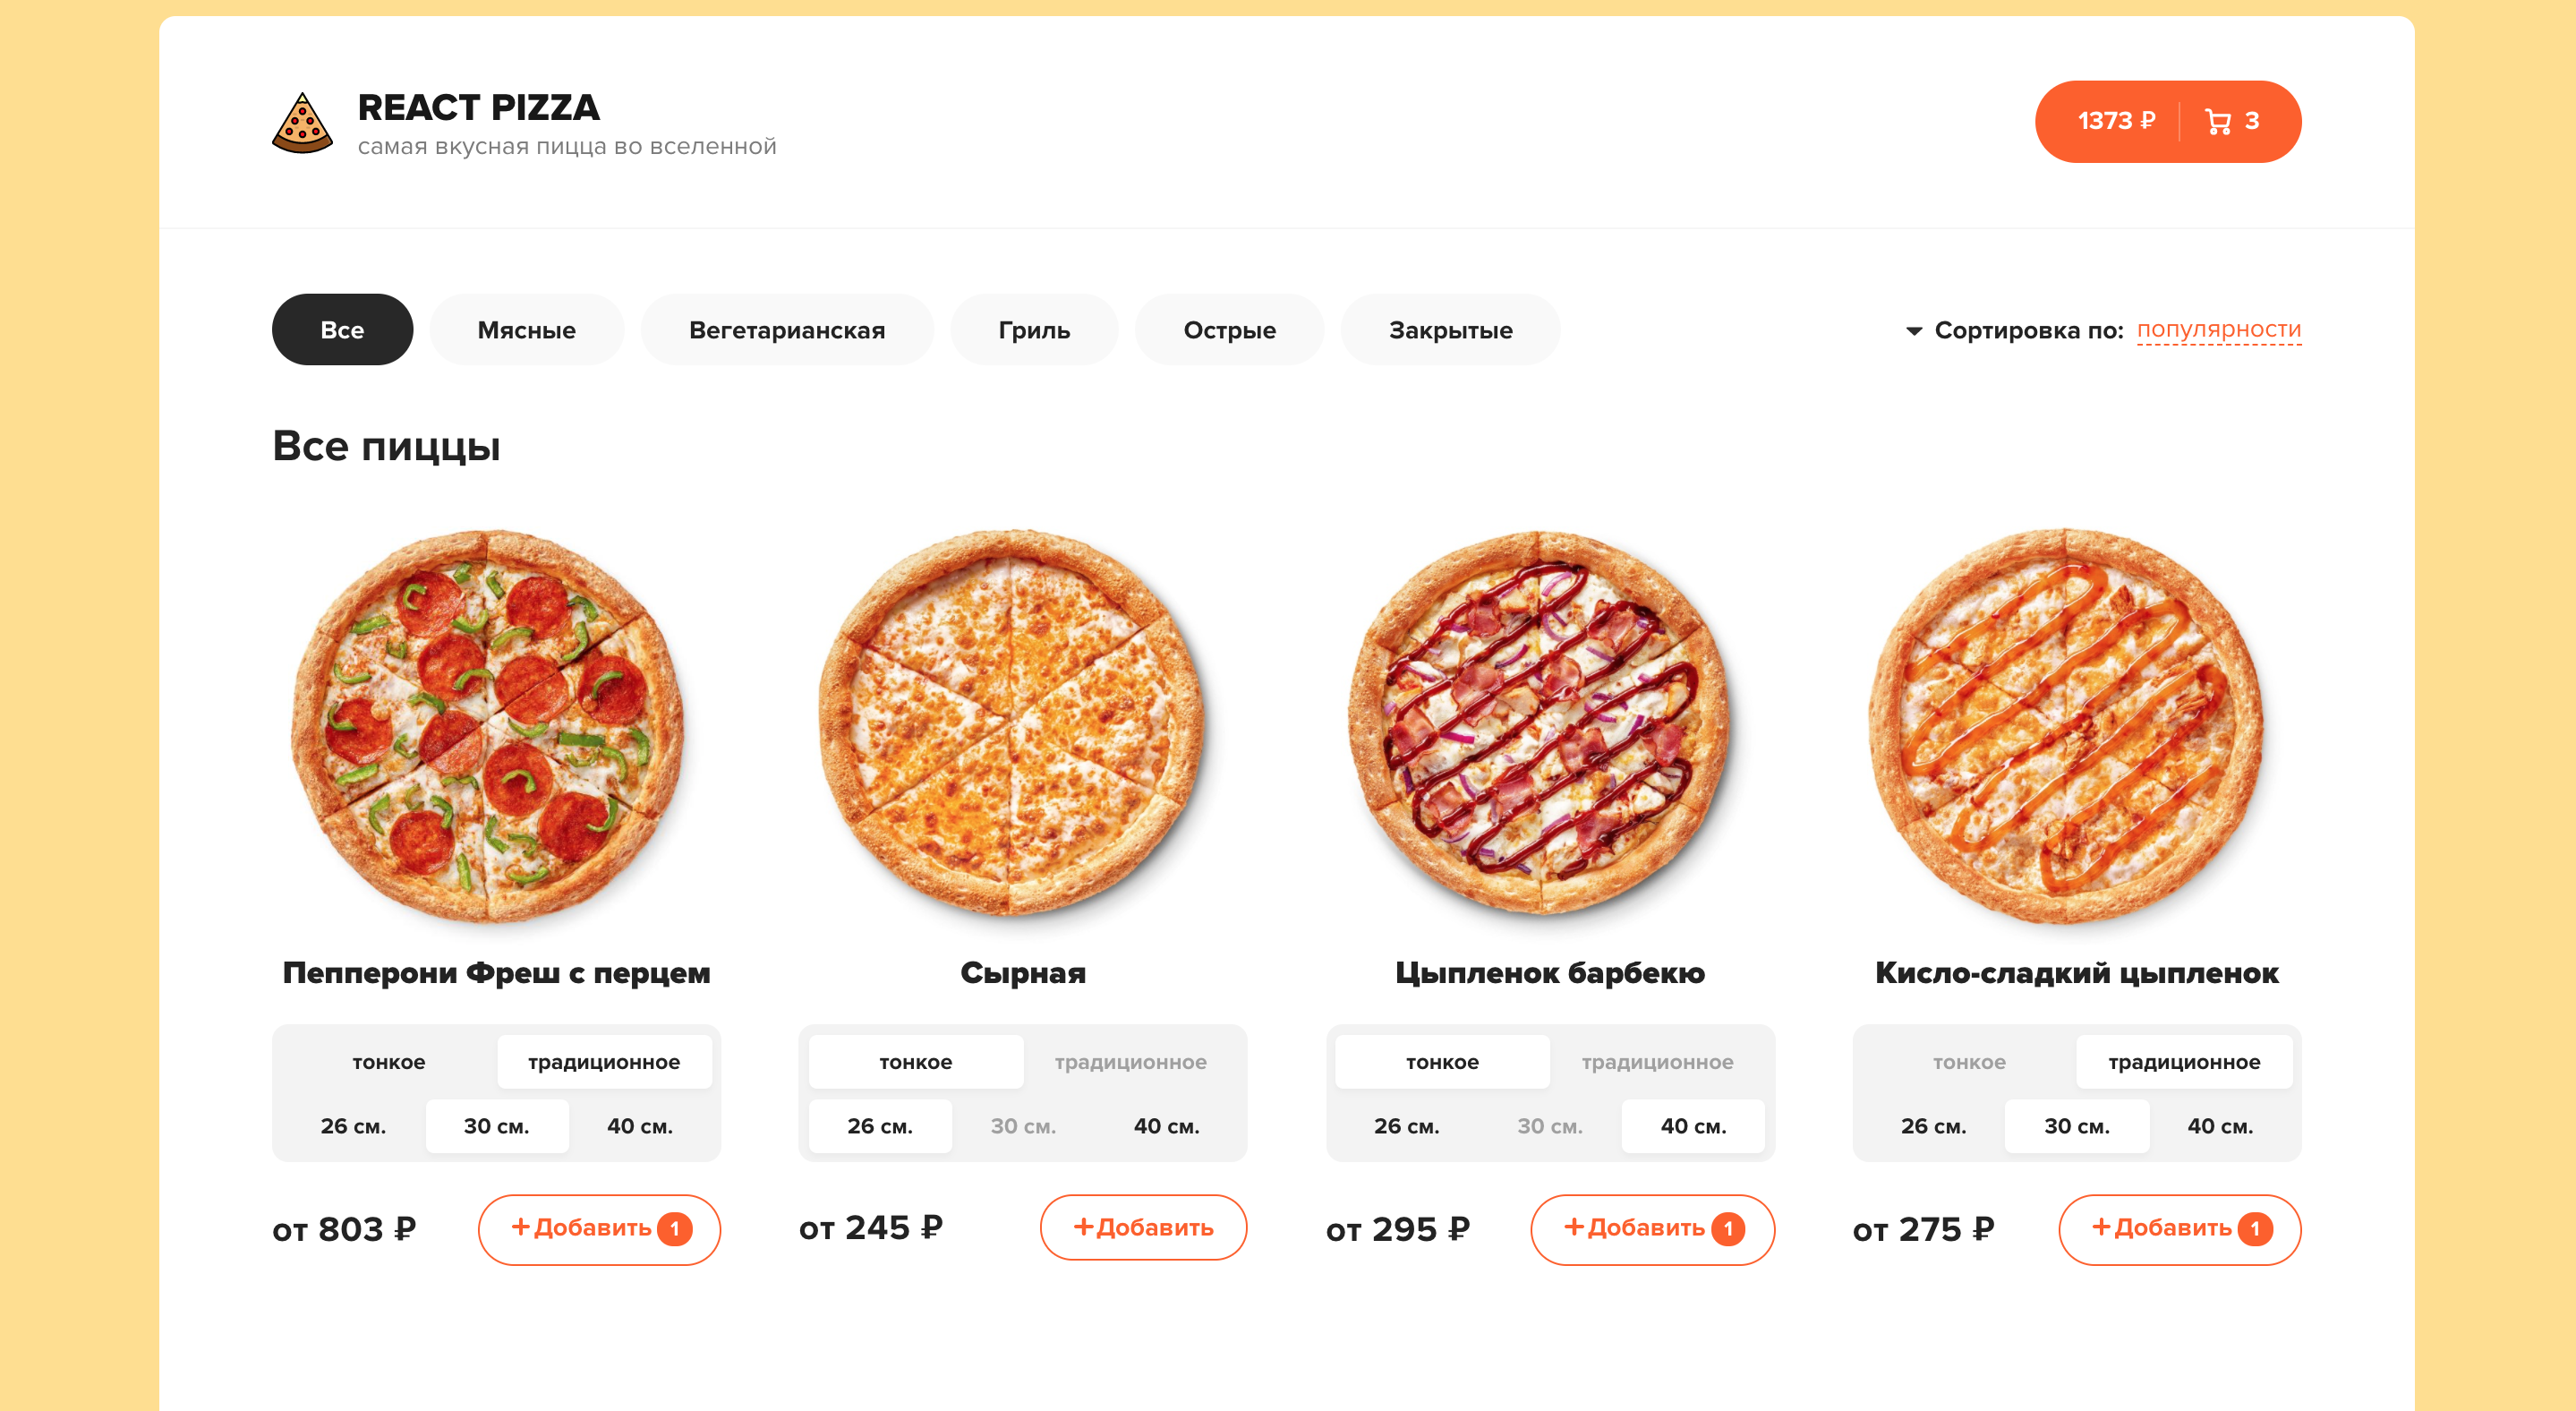 REACT PIZZA
самая вкусная пицца во вселенной
1373 ₽ 3
Все Мясные Вегетарианская Гриль Острые Закрытые Сортировка по: популярности
Все пиццы
Пепперони Фреш с перцем
тонкое традиционное
26 см. 30 см. 40 см.
от 803 ₽ +Добавить 1
Сырная
тонкое традиционное
26 см. 30 см. 40 см.
от 245 ₽ +Добавить
Цыпленок барбекю
тонкое традиционное
26 см. 30 см. 40 см.
от 295 ₽ +Добавить 1
Кисло-сладкий цыпленок
тонкое традиционное
26 см. 30 см. 40 см.
от 275 ₽ +Добавить 1